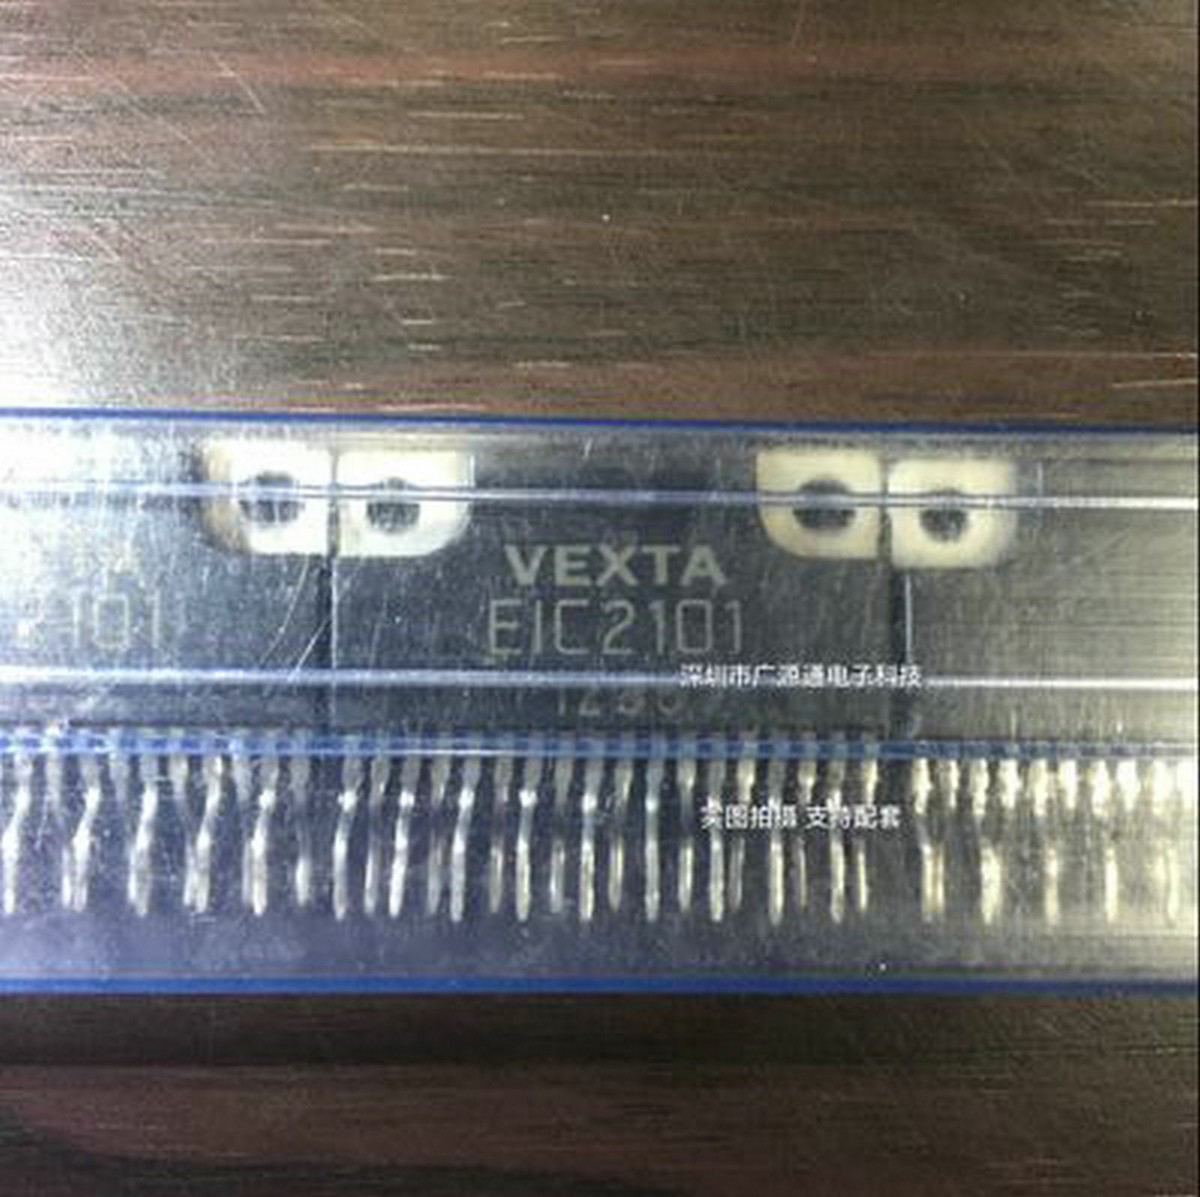 VEXTA
2101
EIC2101
深圳市广源通电子科技
实图拍摄 支持配套